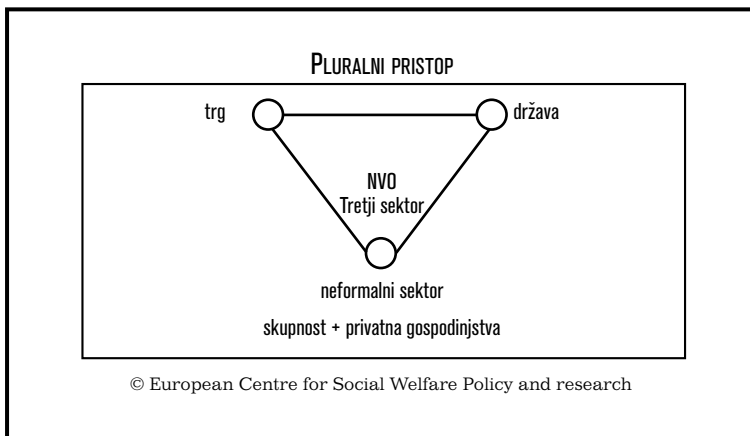 PLURALNI PRISTOP
trg
država
NVO
Tretji sektor
neformalni sektor
skupnost + privatna gospodinjstva
© European Centre for Social Welfare Policy and research